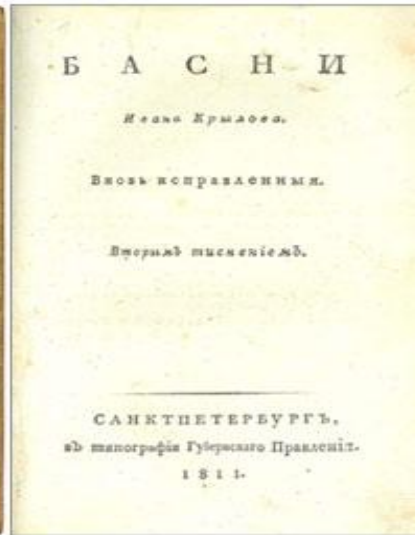 БАСНИ
Ивана Крылова.
Вновь исправленныя.
Вторымъ тисненіемъ.
САНКТПЕТЕРБУРГЪ,
въ типографіи Губернскаго Правленія.
1811.